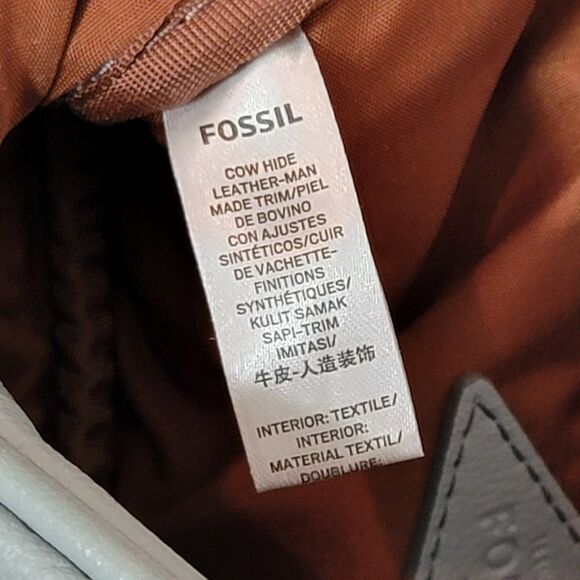 FOSSIL
COW HIDE
LEATHER-MAN
MADE TRIM/PIEL
DE BOVINO
CON AJUSTES
SINTÉTICOS/CUIR
DE VACHETTE-
FINITIONS
SYNTHÉTIQUES/
KULIT SAMAK
SAPI-TRIM
IMITASI/
牛皮-人造装饰
INTERIOR: TEXTILE/
INTERIOR:
MATERIAL TEXTIL/
DOUBLURE: